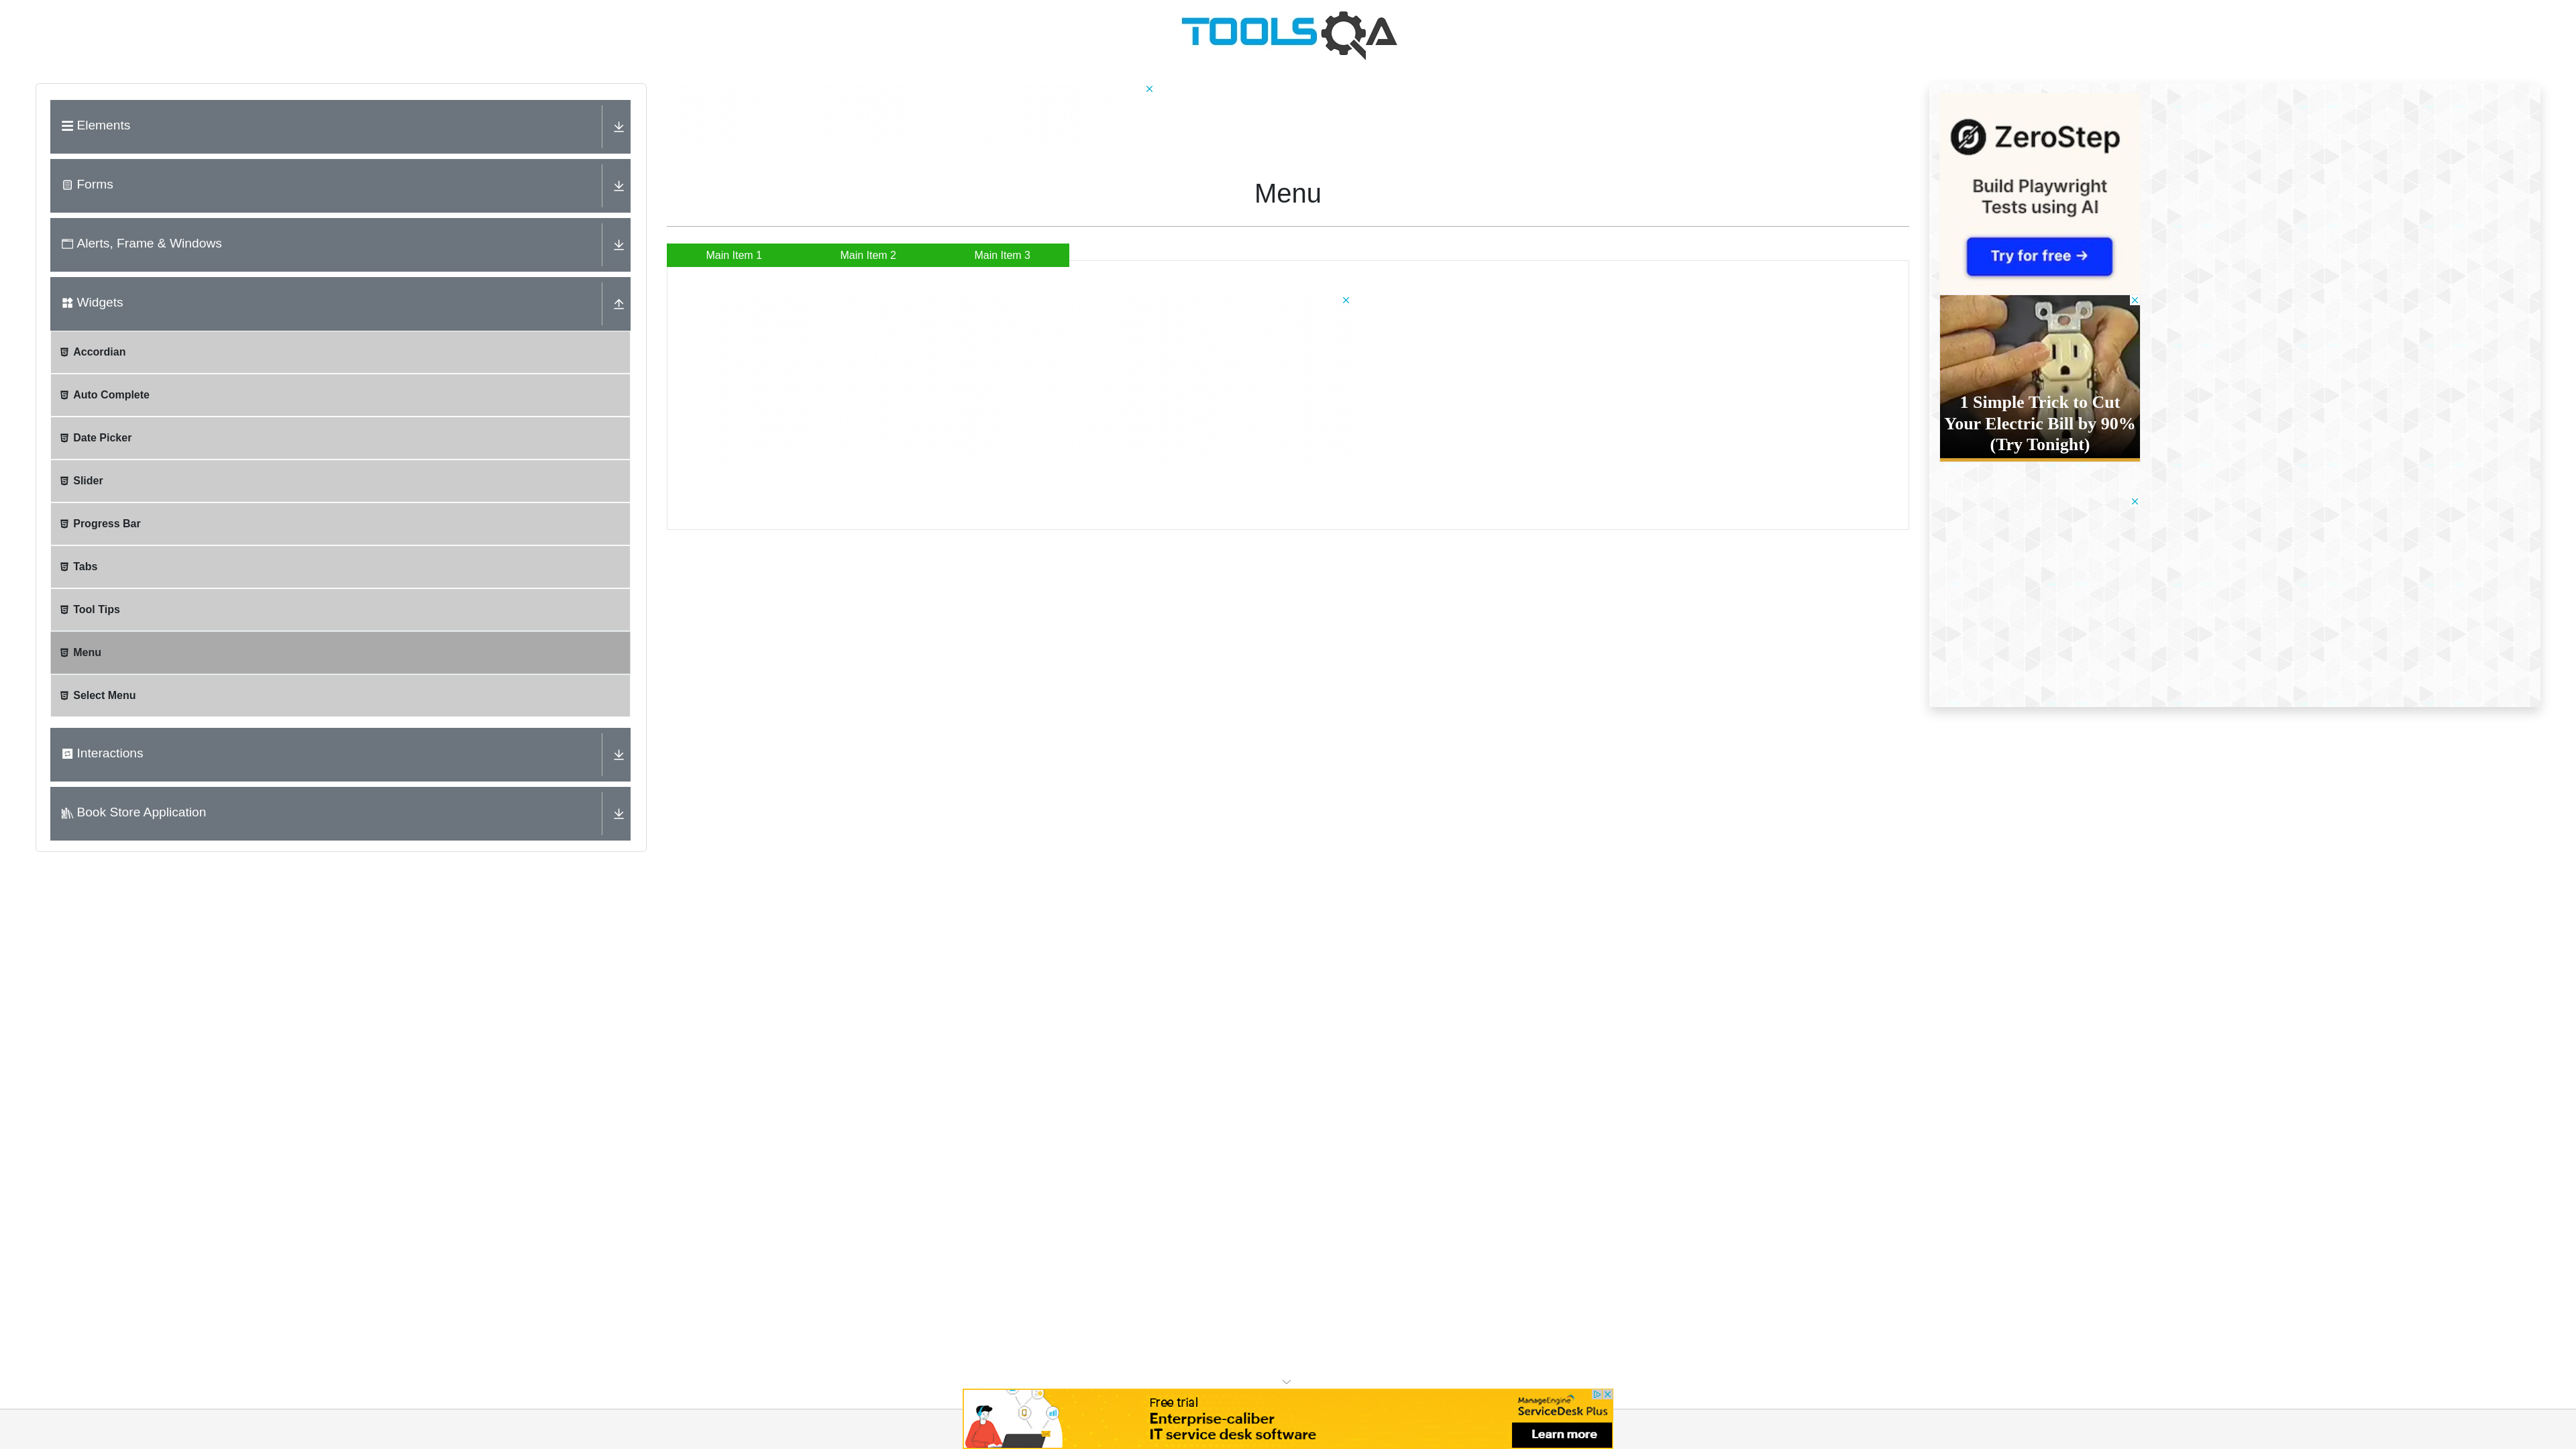 TOOLSQA
Elements
Forms
Alerts, Frame & Windows
Widgets
Accordian
Auto Complete
Date Picker
Slider
Progress Bar
Tabs
Tool Tips
Menu
Select Menu
Interactions
Book Store Application
Menu
Main Item 1
Main Item 2
Main Item 3
ZeroStep
Build Playwright
Tests using AI
Try for free →
1 Simple Trick to Cut
Your Electric Bill by 90%
(Try Tonight)
Free trial
Enterprise-caliber
IT service desk software
ManageEngine
ServiceDesk Plus
Learn more